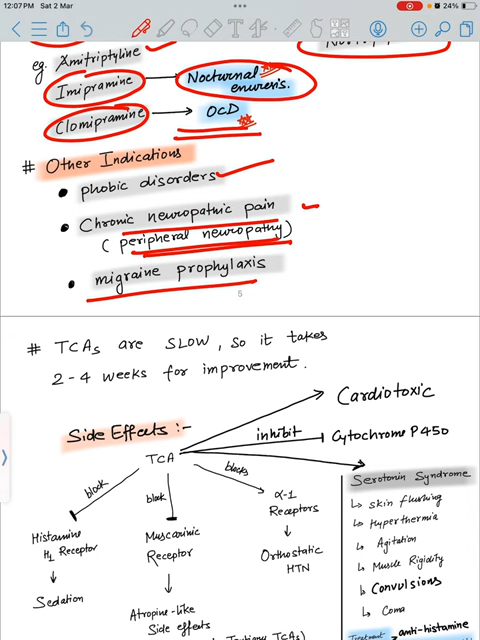 12:07 PM Sat 2 Mar
24%
eg. Amitriptyline
Imipramine → Nocturnal enuresis.
Clomipramine → OCD
# Other Indications
• phobic disorders
• Chronic neuropathic pain
( peripheral neuropathy)
• migraine prophylaxis
5
# TCAs are SLOW, so it takes
2-4 weeks for improvement.
Side Effects :-
Cardiotoxic
inhibit
Cytochrome P450
TCA
block
block
blocks
Serotonin Syndrome
↳ skin flushing
↳ Hyperthermia
↳ Agitation
↳ Muscle Rigidity
↳ Convulsions
↳ Coma
Treatment
anti-histamine
Histamine
H1 Receptor
↓
Sedation
Muscarinic
Receptor
↓
Atropine-like
Side effects
α-1
Receptors
↓
Orthostatic
HTN
TCAs)